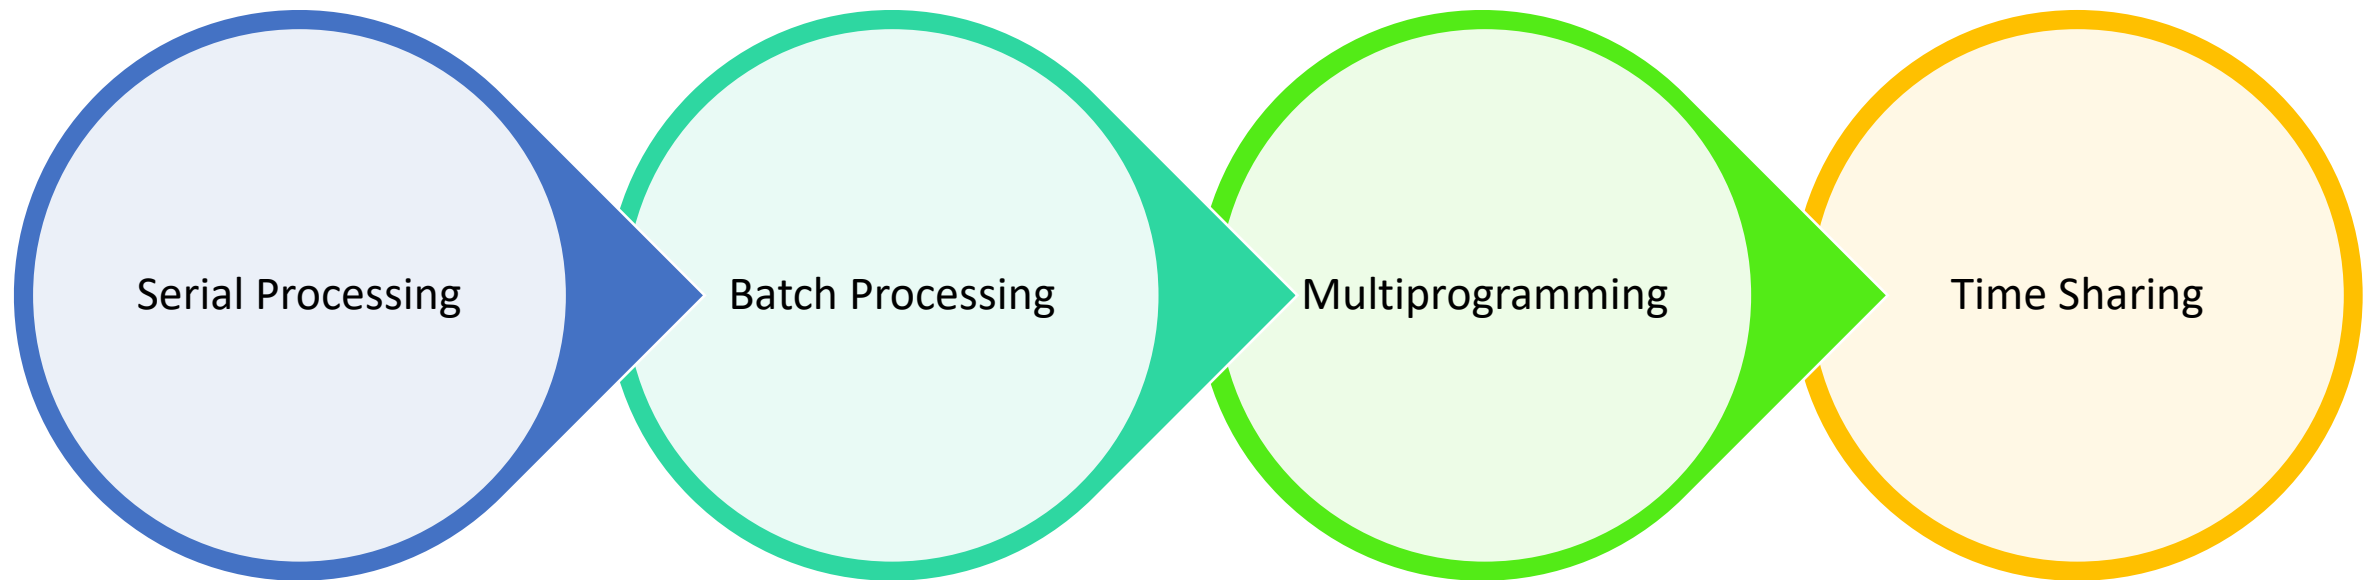 Serial Processing
Batch Processing
Multiprogramming
Time Sharing